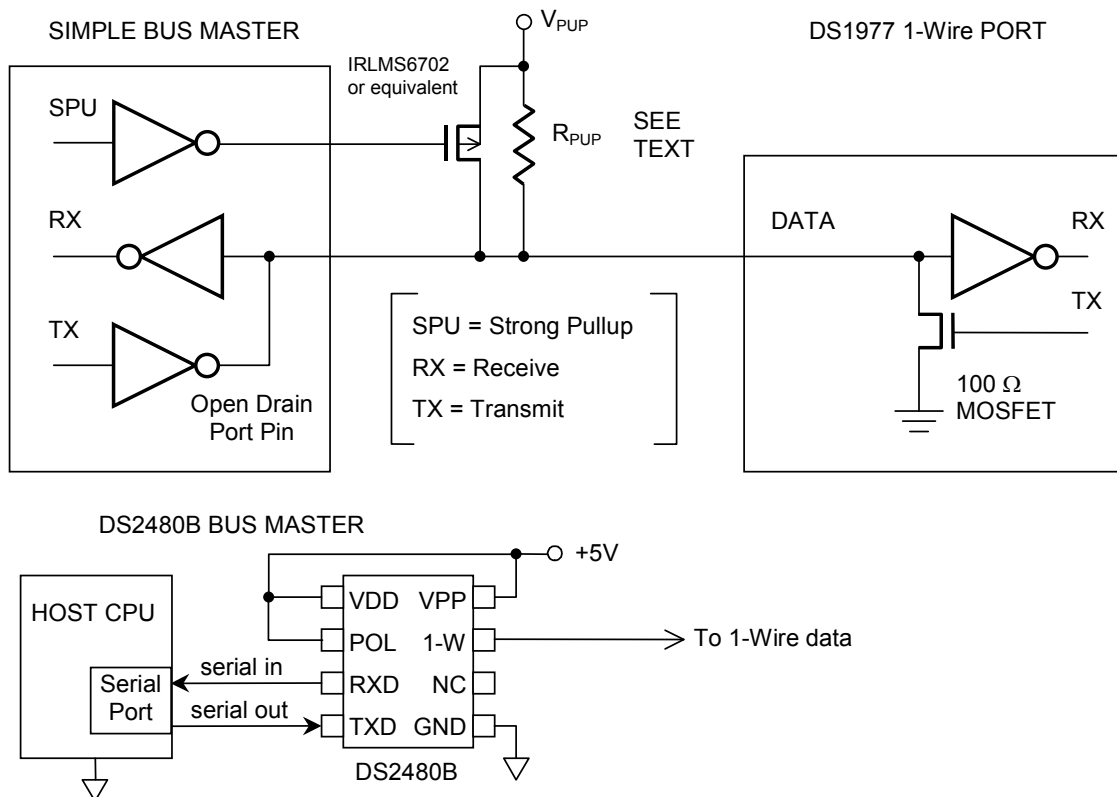 SIMPLE BUS MASTER
V_PUP
DS1977 1-Wire PORT
IRLMS6702
or equivalent
SPU
R_PUP
SEE
TEXT
RX
DATA
RX
TX
TX
SPU = Strong Pullup
RX = Receive
TX = Transmit
Open Drain
Port Pin
100 Ω
MOSFET
DS2480B BUS MASTER
+5V
HOST CPU
VDD VPP
POL 1-W
To 1-Wire data
serial in
RXD NC
Serial
Port
serial out
TXD GND
DS2480B